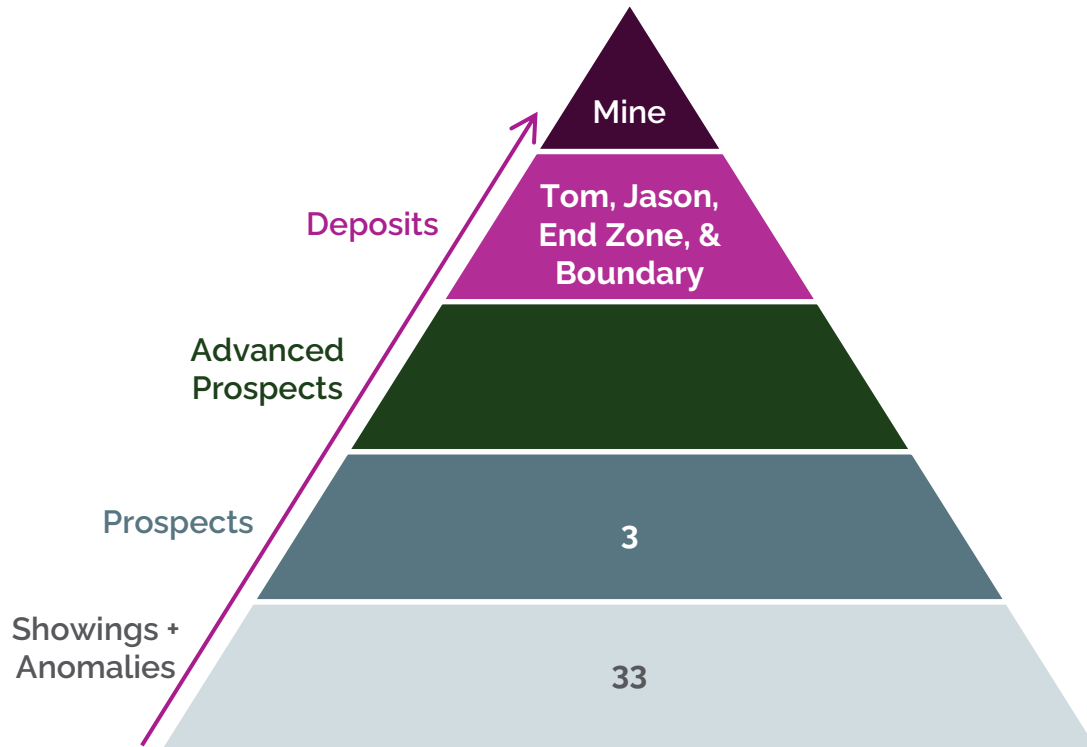 Mine
Deposits
Tom, Jason,
End Zone, &
Boundary
Advanced
Prospects
Prospects
3
Showings +
Anomalies
33